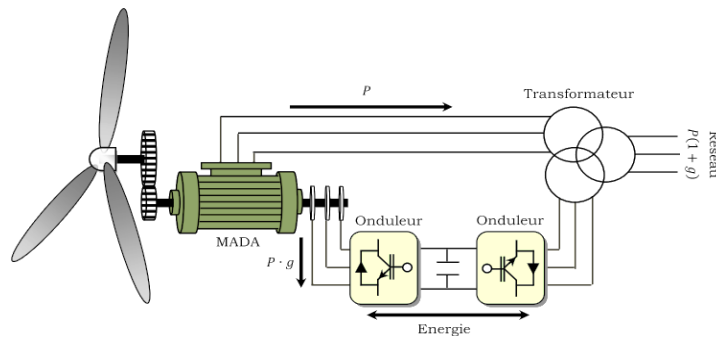 P
Transformateur
P(1 + g)
Réseau
MADA
P · g
Onduleur
Onduleur
Energie